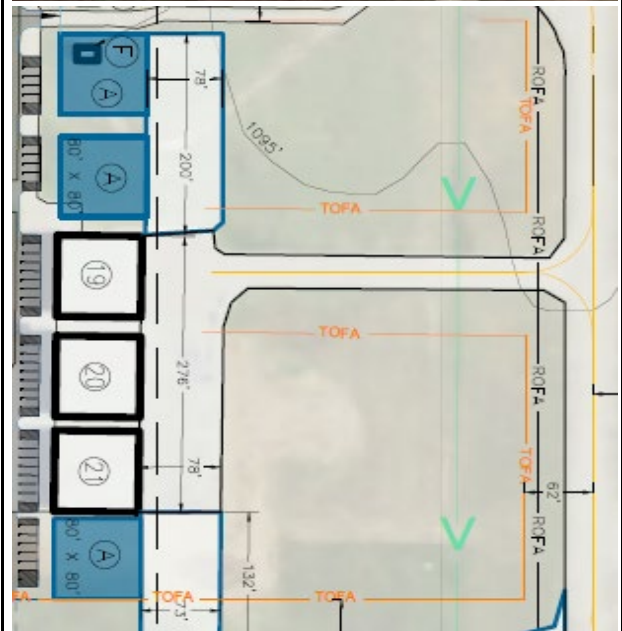 F
A
78'
ROFA
TOFA
1095'
80' X 80'
A
200'
TOFA
ROFA
19
276'
TOFA
20
ROFA
21
78'
TOFA
62'
ROFA
80' X 80'
A
132'
FA
TOFA
73'
TOFA